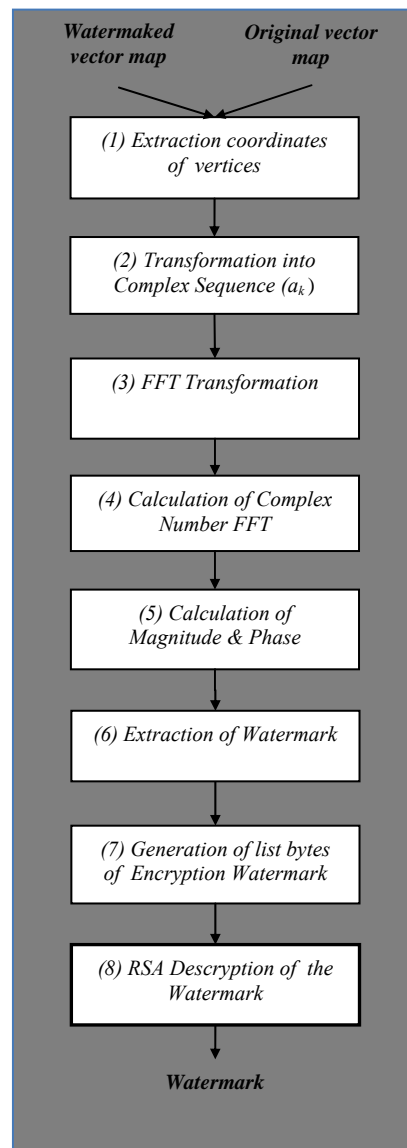 Watermaked
vector map
Original vector
map
(1) Extraction coordinates
of vertices
(2) Transformation into
Complex Sequence (ak)
(3) FFT Transformation
(4) Calculation of Complex
Number FFT
(5) Calculation of
Magnitude & Phase
(6) Extraction of Watermark
(7) Generation of list bytes
of Encryption Watermark
(8) RSA Descryption of the
Watermark
Watermark